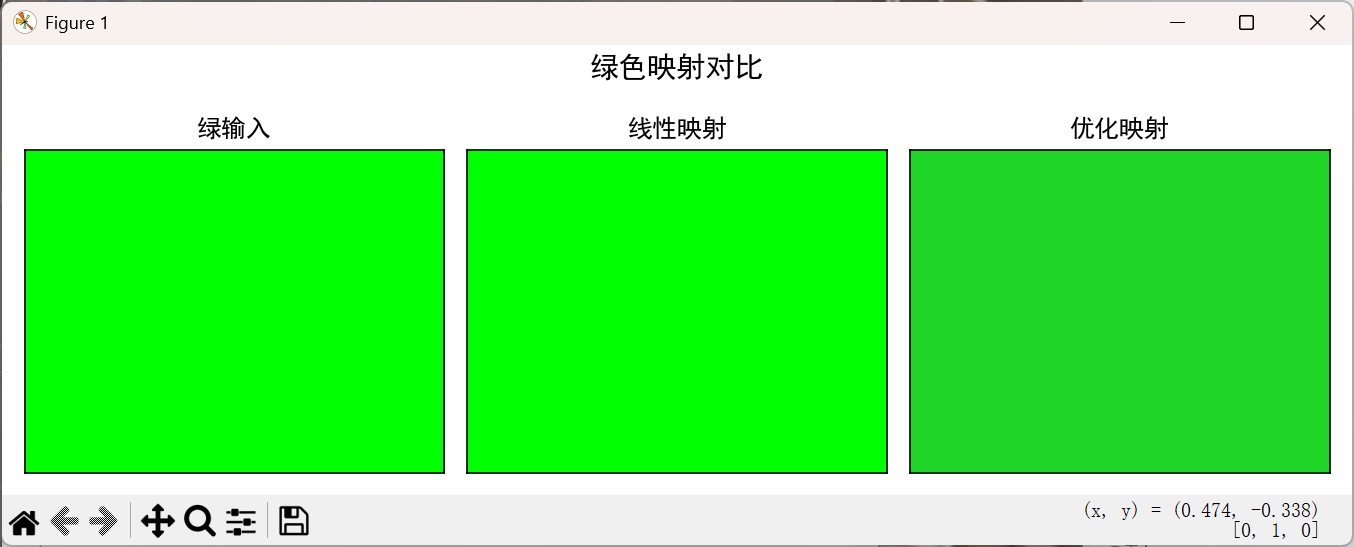 Figure 1
绿色映射对比
绿输入
线性映射
优化映射
(x, y) = (0.474, -0.338)
[0, 1, 0]